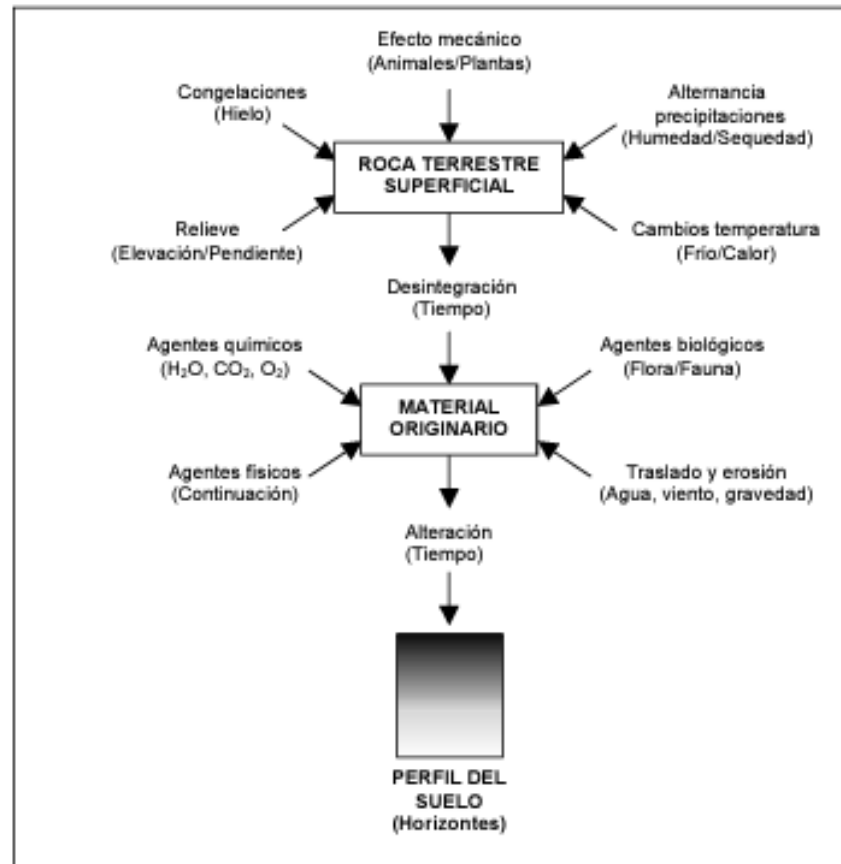 Efecto mecánico
(Animales/Plantas)
Congelaciones
(Hielo)
Alternancia
precipitaciones
(Humedad/Sequedad)
ROCA TERRESTRE
SUPERFICIAL
Relieve
(Elevación/Pendiente)
Cambios temperatura
(Frío/Calor)
Desintegración
(Tiempo)
Agentes químicos
(H₂O, CO₂, O₂)
Agentes biológicos
(Flora/Fauna)
MATERIAL
ORIGINARIO
Agentes físicos
(Continuación)
Traslado y erosión
(Agua, viento, gravedad)
Alteración
(Tiempo)
PERFIL DEL
SUELO
(Horizontes)